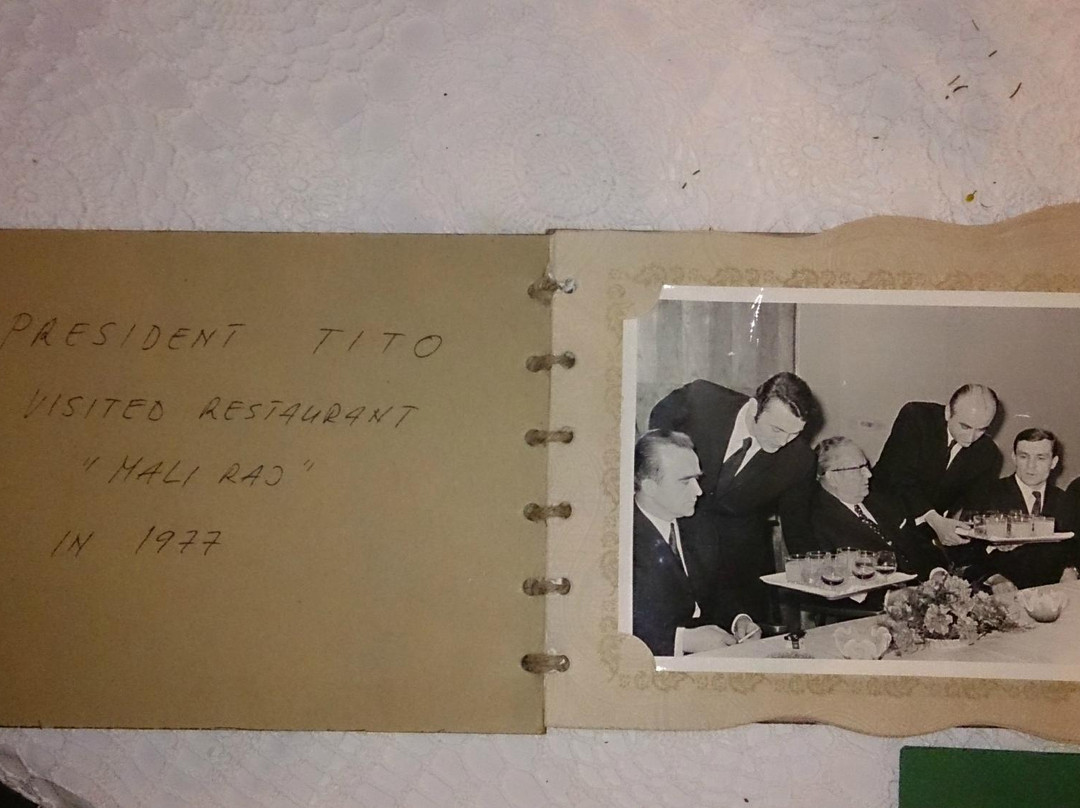 PRESIDENT TITO
VISITED RESTAURANT
"MALI RAJ"
IN 1977